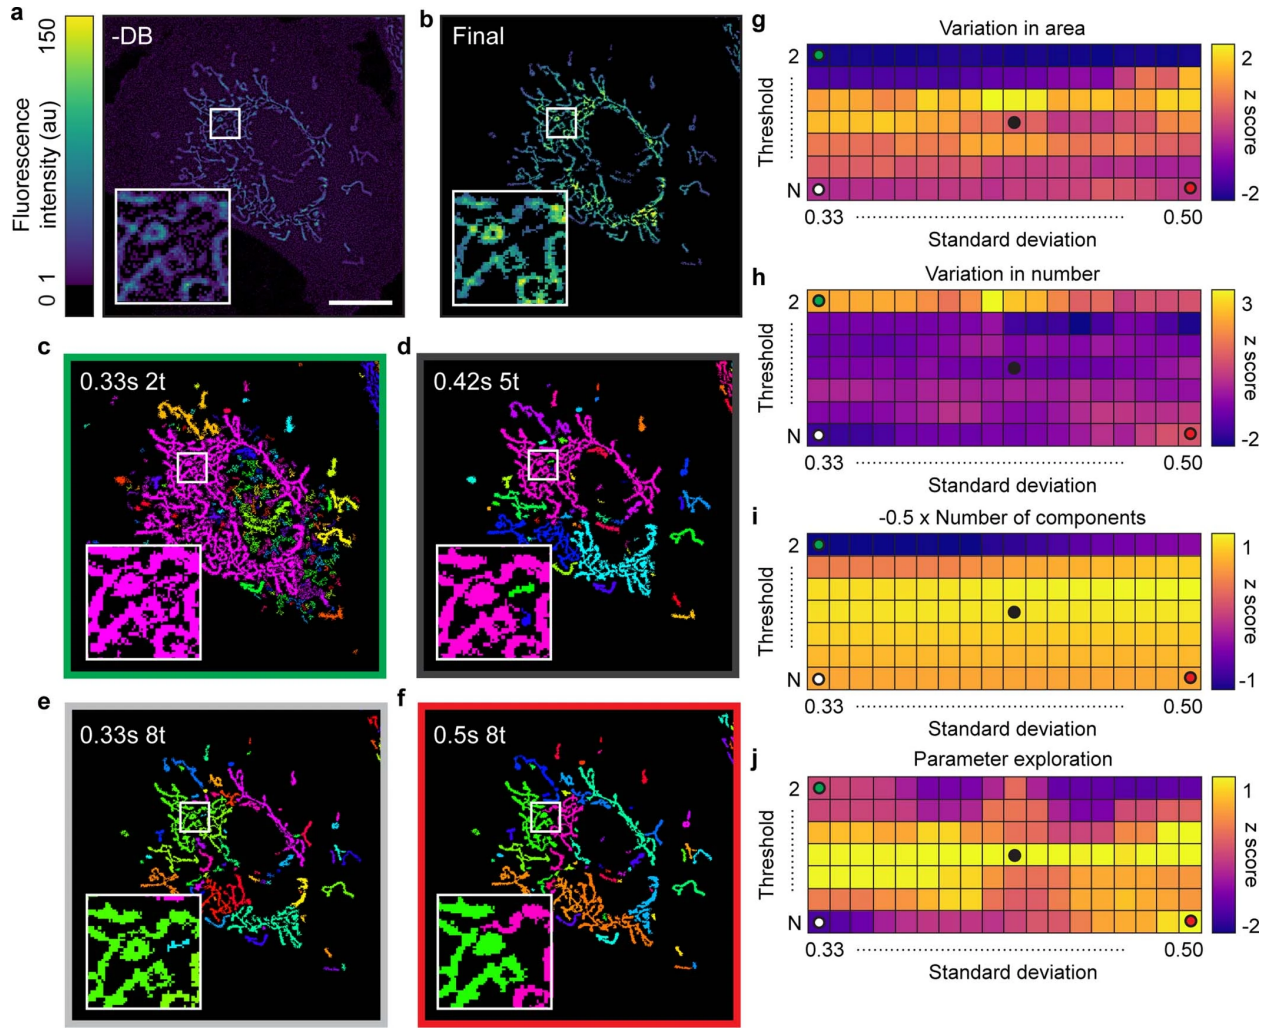 a
150
Fluorescence
intensity (au)
0 1
-DB
b
Final
c
0.33s 2t
d
0.42s 5t
e
0.33s 8t
f
0.5s 8t
g
Variation in area
2
Threshold
N
0.33
0.50
Standard deviation
2
z score
-2
h
Variation in number
2
Threshold
N
0.33
0.50
Standard deviation
3
z score
-2
i
-0.5 x Number of components
2
Threshold
N
0.33
0.50
Standard deviation
1
z score
-1
j
Parameter exploration
2
Threshold
N
0.33
0.50
Standard deviation
1
z score
-2